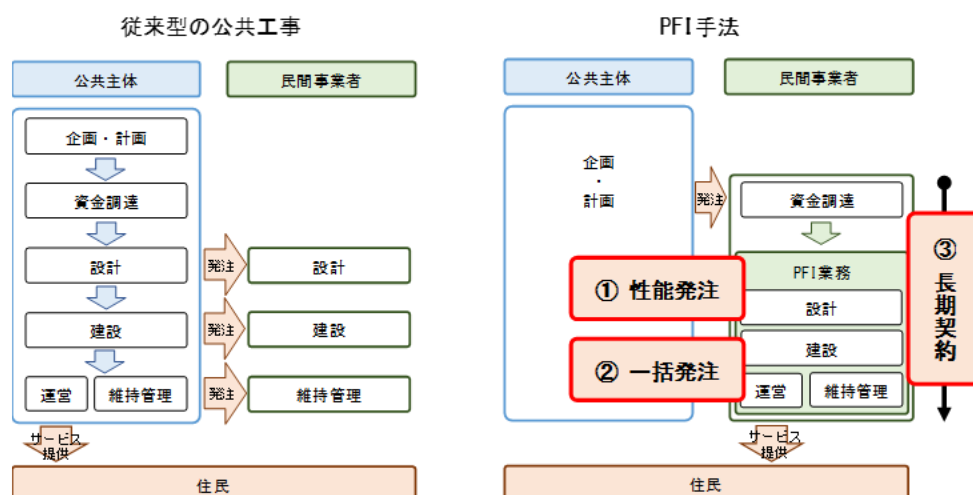 従来型の公共工事
公共主体
民間事業者
企画・計画
資金調達
設計
発注
設計
建設
発注
建設
運営
維持管理
発注
維持管理
サービス
提供
住民
PFI手法
公共主体
民間事業者
企画
・
計画
発注
資金調達
PFI業務
① 性能発注
設計
② 一括発注
建設
運営
維持管理
③長期契約
サービス
提供
住民